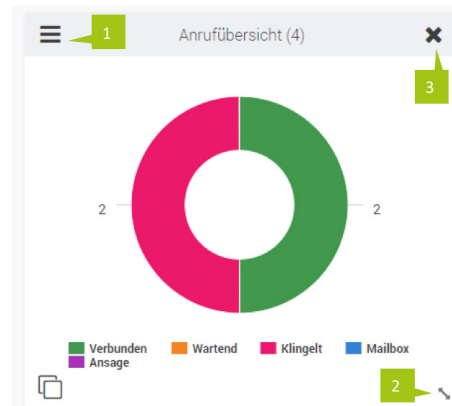 1 Anrufübersicht (4)
3
2 2
Verbunden Wartend Klingelt Mailbox
Ansage
2